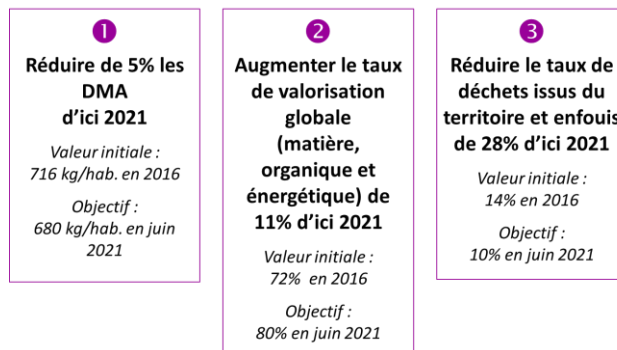 1
Réduire de 5% les
DMA
d'ici 2021
Valeur initiale :
716 kg/hab. en 2016
Objectif :
680 kg/hab. en juin
2021
2
Augmenter le taux
de valorisation
globale
(matière,
organique et
énergétique) de
11% d'ici 2021
Valeur initiale :
72% en 2016
Objectif :
80% en juin 2021
3
Réduire le taux de
déchets issus du
territoire et enfouis
de 28% d'ici 2021
Valeur initiale :
14% en 2016
Objectif :
10% en juin 2021